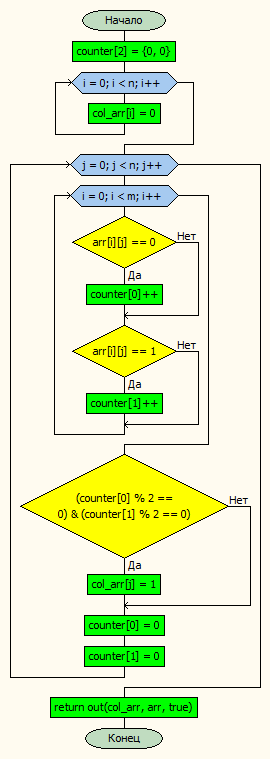 Начало
counter[2] = {0, 0}
i = 0; i < n; i++
col_arr[i] = 0
j = 0; j < n; j++
i = 0; i < m; i++
arr[i][j] == 0
Нет
Да
counter[0]++
arr[i][j] == 1
Нет
Да
counter[1]++
(counter[0] % 2 ==
0) & (counter[1] % 2 == 0)
Нет
Да
col_arr[j] = 1
counter[0] = 0
counter[1] = 0
return out(col_arr, arr, true)
Конец